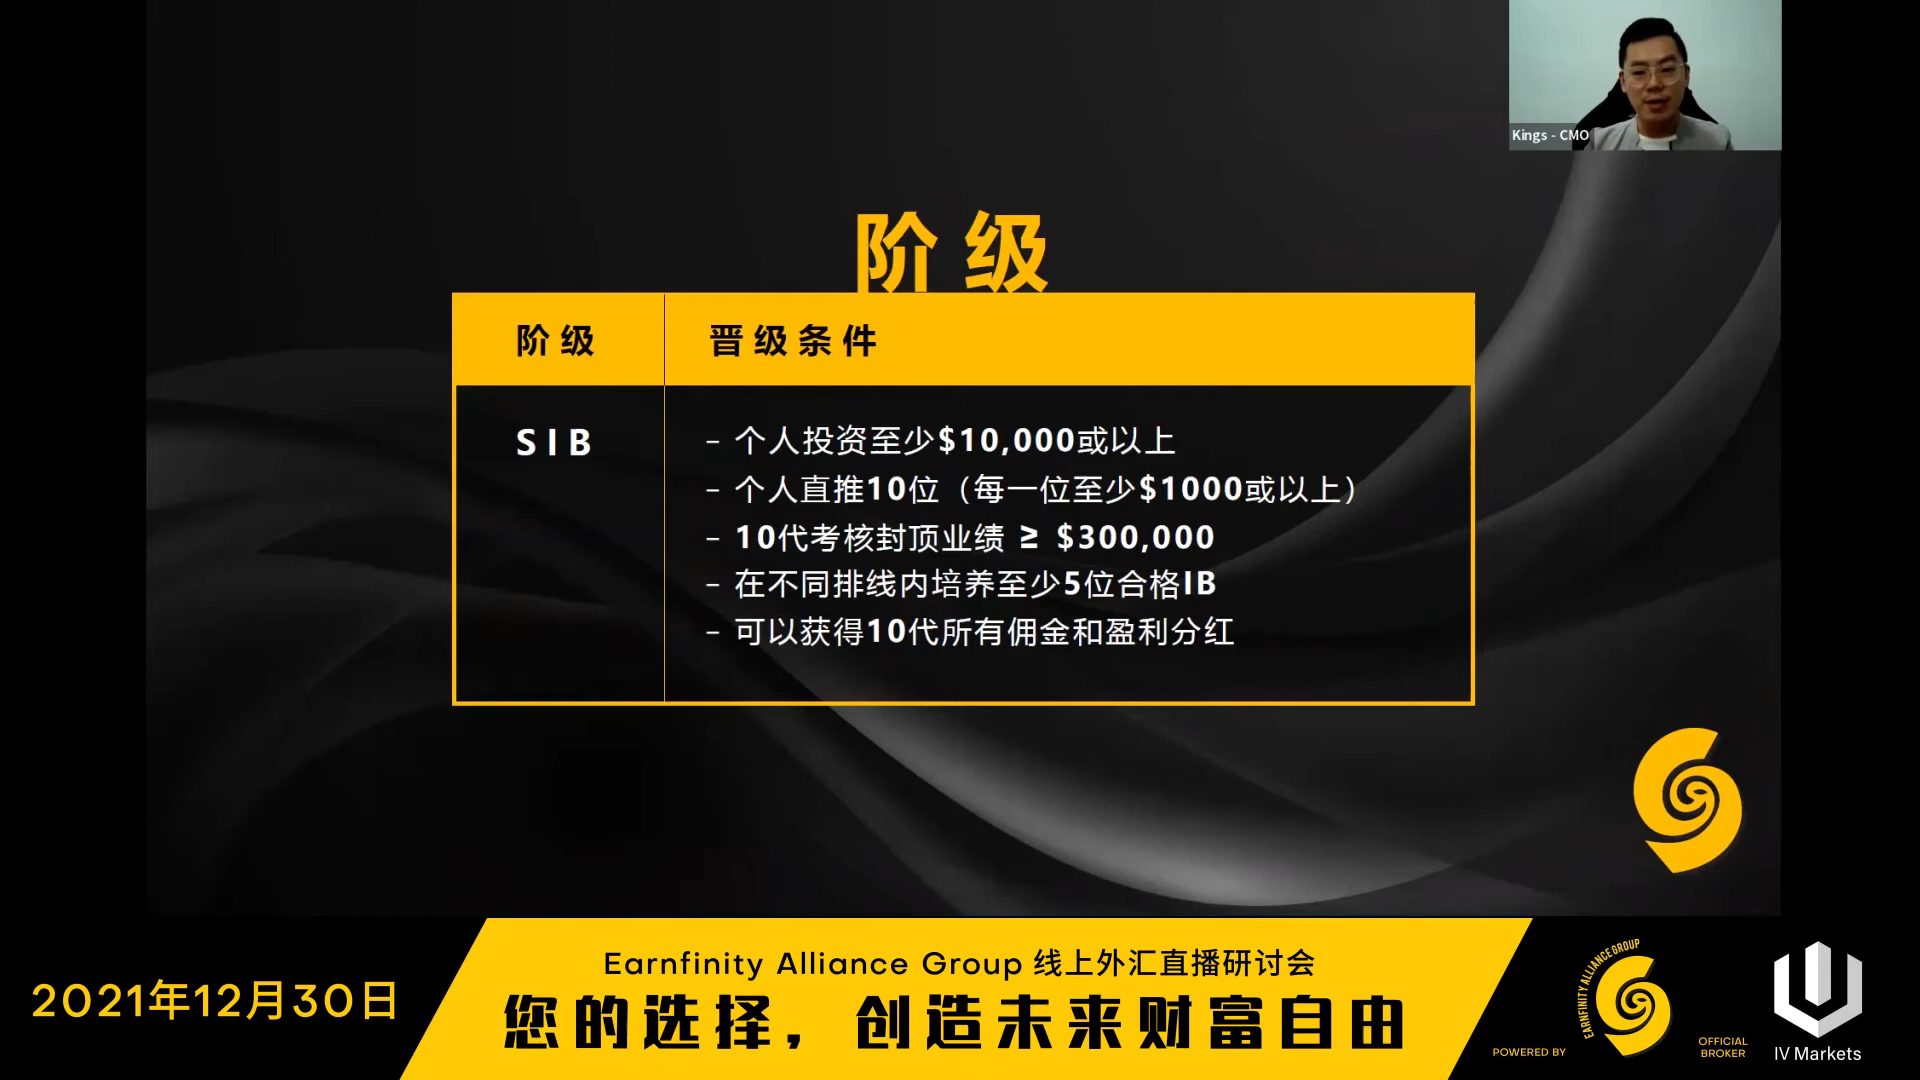 Kings - CMO
阶级
阶级
晋级条件
SIB
- 个人投资至少$10,000或以上
- 个人直推10位（每一位至少$1000或以上）
- 10代考核封顶业绩 ≥ $300,000
- 在不同排线内培养至少5位合格IB
- 可以获得10代所有佣金和盈利分红
2021年12月30日
Earnfinity Alliance Group 线上外汇直播研讨会
您的选择，创造未来财富自由
POWERED BY
EARNFINITY ALLIANCE GROUP
OFFICIAL
BROKER
IV Markets